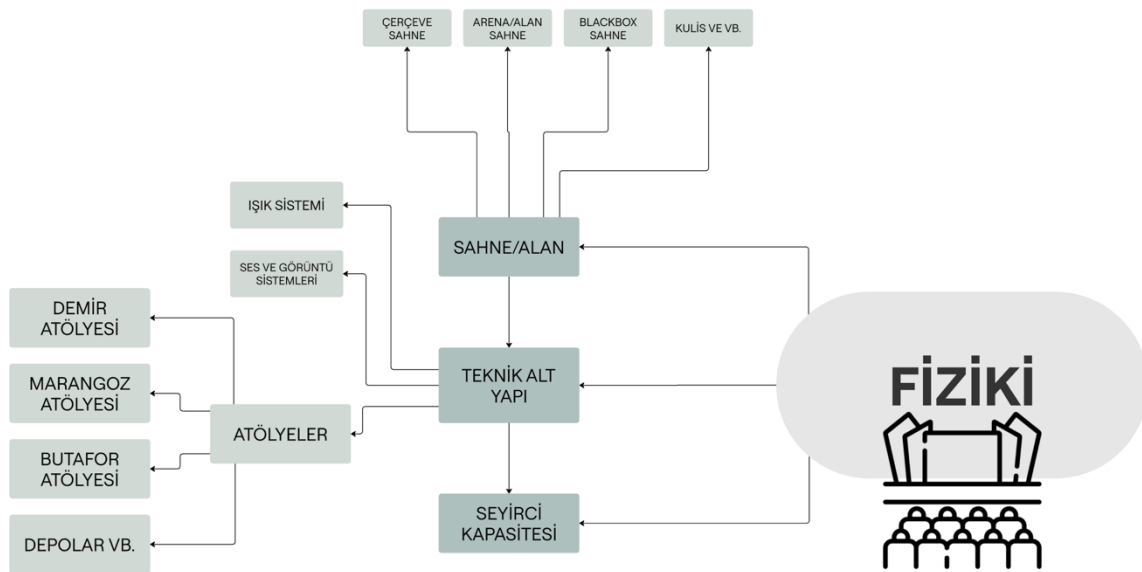 ÇERÇEVE
SAHNE
ARENA/ALAN
SAHNE
BLACKBOX
SAHNE
KULİS VE VB.
IŞIK SİSTEMİ
SAHNE/ALAN
SES VE GÖRÜNTÜ
SİSTEMLERİ
DEMİR
ATÖLYESİ
TEKNİK ALT
YAPI
FİZİKİ
MARANGOZ
ATÖLYESİ
ATÖLYELER
BUTAFOR
ATÖLYESİ
SEYİRCİ
KAPASİTESİ
DEPOLAR VB.